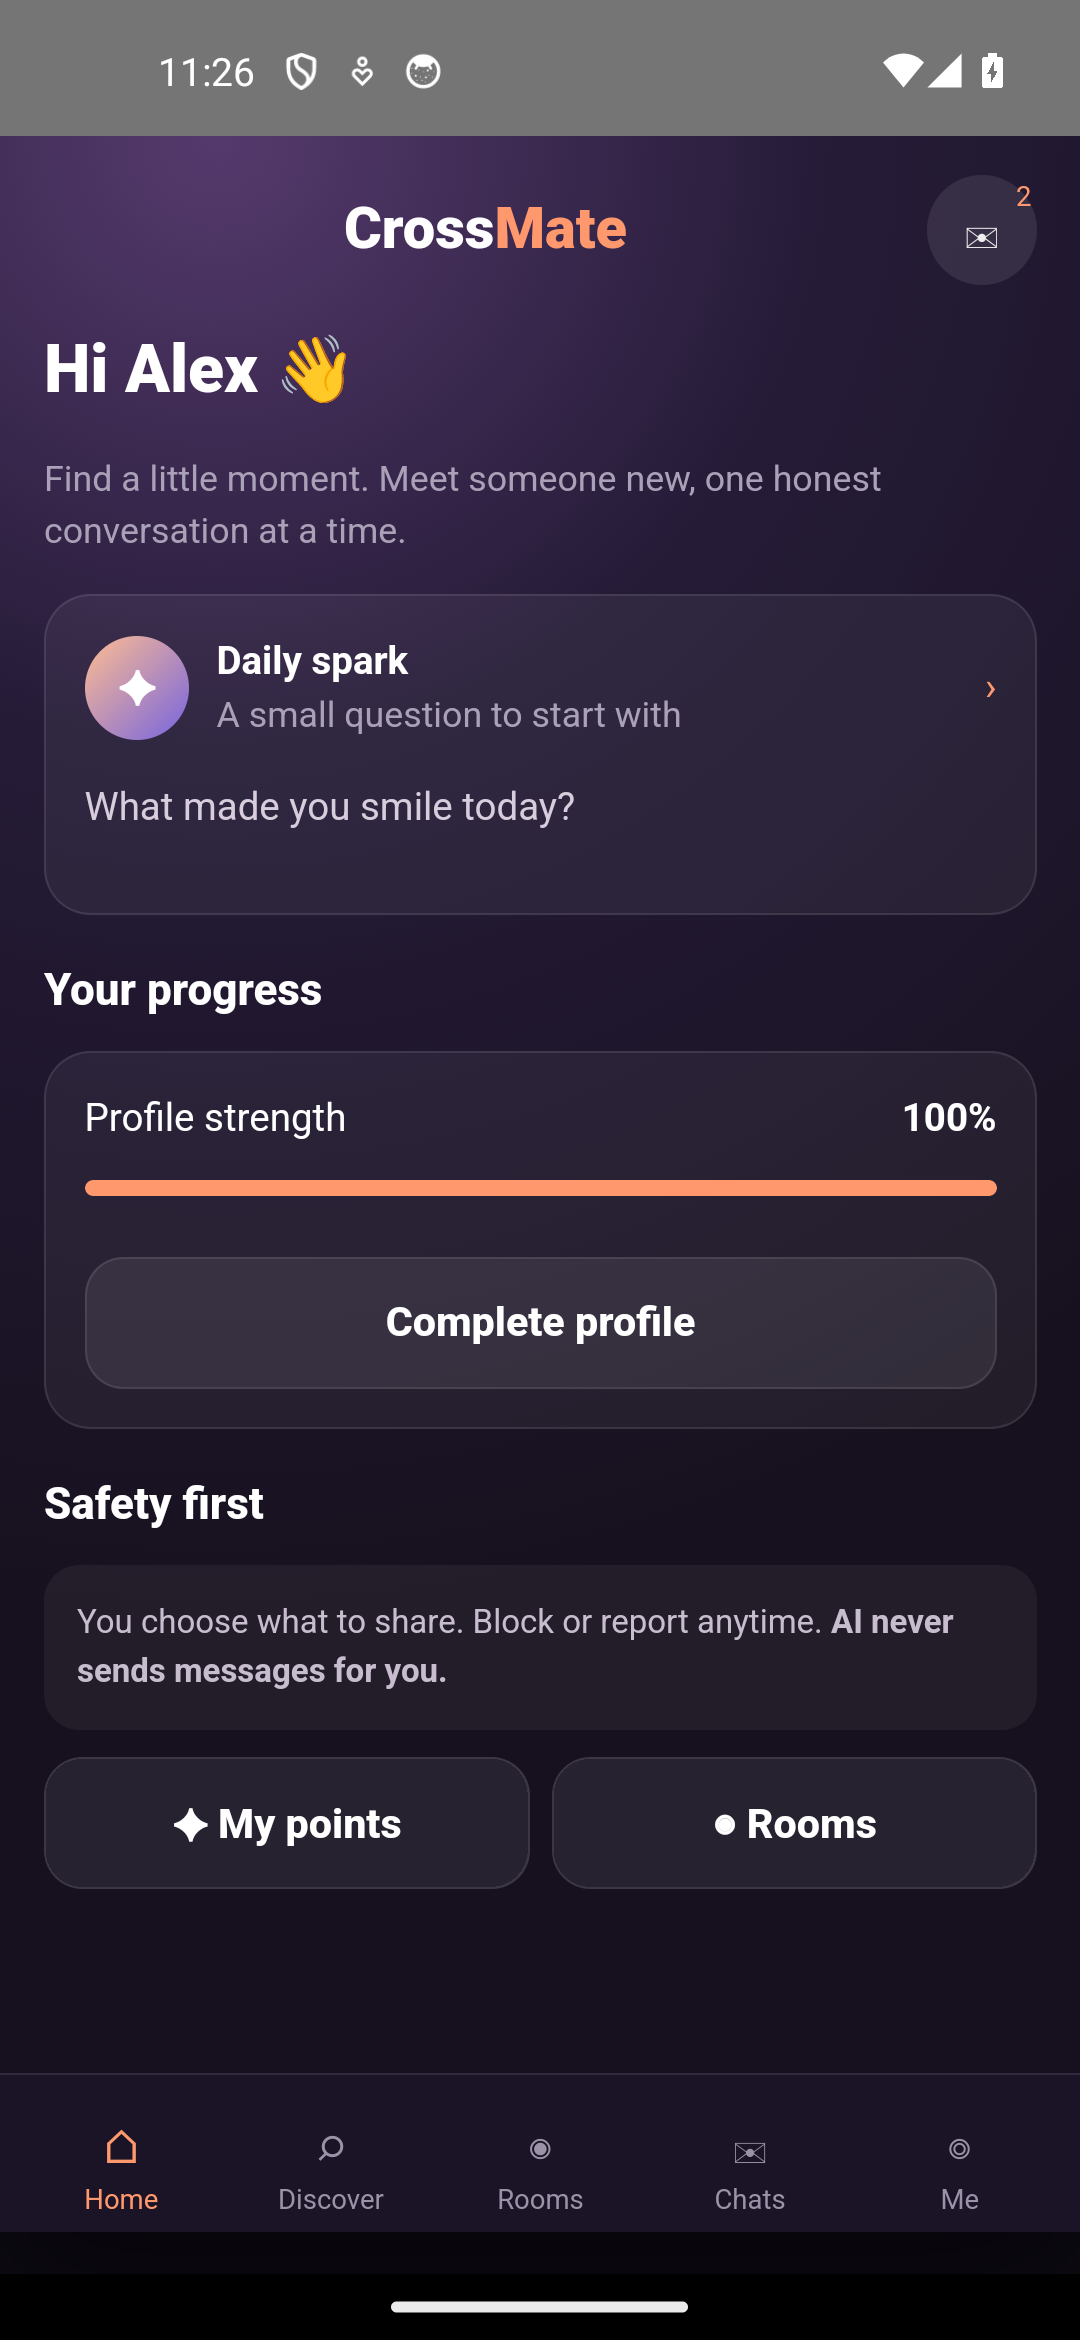 11:26
CrossMate
2
Hi Alex 👋
Find a little moment. Meet someone new, one honest
conversation at a time.
Daily spark
A small question to start with
›
What made you smile today?
Your progress
Profile strength
100%
Complete profile
Safety first
You choose what to share. Block or report anytime. AI never
sends messages for you.
✦ My points
Rooms
Home
Discover
Rooms
Chats
Me